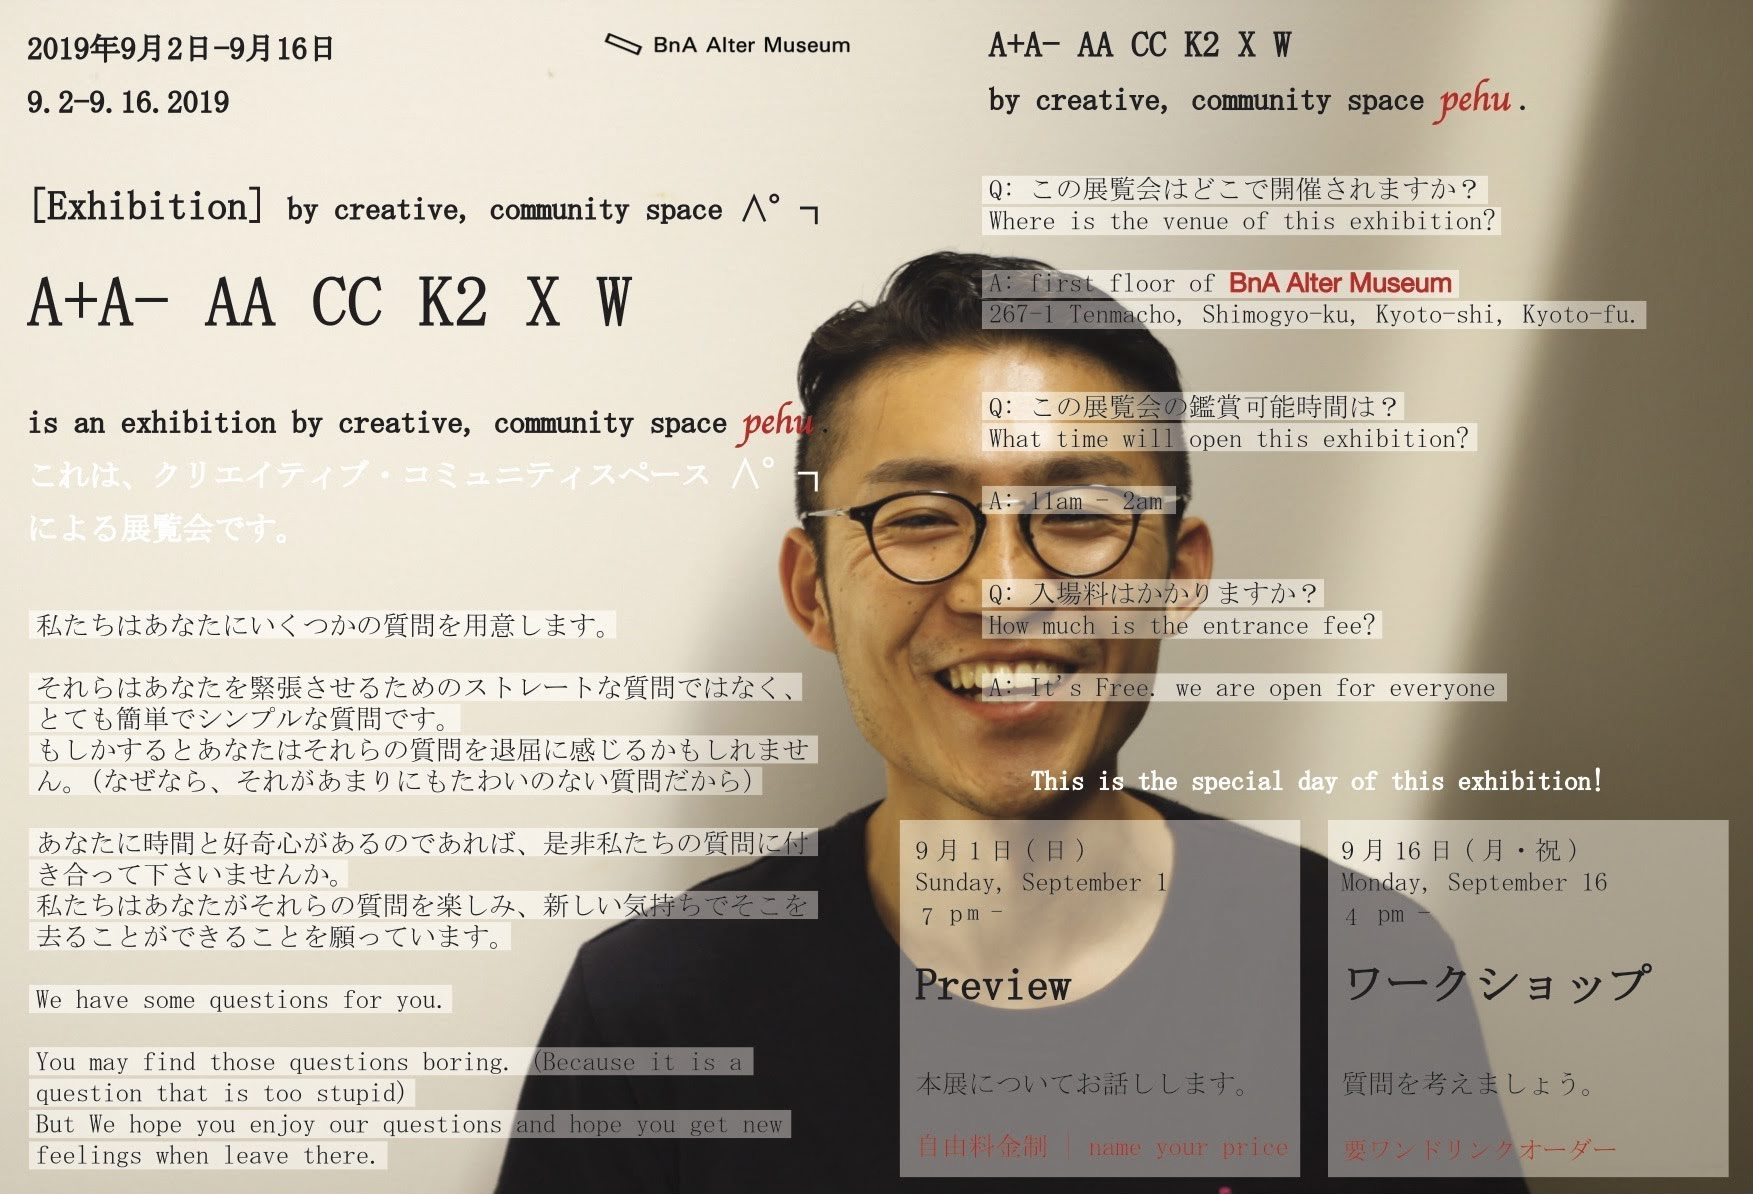 2019年9月2日-9月16日
9.2-9.16.2019
BnA Alter Museum
[Exhibition] by creative, community space ∧° ¬
A+A- AA CC K2 X W
is an exhibition by creative, community space pehu.
これは、クリエイティブ・コミュニティスペース ∧° ¬
による展覧会です。
私たちはあなたにいくつかの質問を用意します。
それらはあなたを緊張させるためのストレートな質問ではなく、
とても簡単でシンプルな質問です。
もしかするとあなたはそれらの質問を退屈に感じるかもしれませ
ん。（なぜなら、それがあまりにもたわいのない質問だから）
あなたに時間と好奇心があるのであれば、是非私たちの質問に付
き合って下さいませんか。
私たちはあなたがそれらの質問を楽しみ、新しい気持ちでそこを
去ることができることを願っています。
We have some questions for you.
You may find those questions boring. (Because it is a
question that is too stupid)
But We hope you enjoy our questions and hope you get new
feelings when leave there.
A+A- AA CC K2 X W
by creative, community space pehu.
Q: この展覧会はどこで開催されますか？
Where is the venue of this exhibition?
A: first floor of BnA Alter Museum
267-1 Tenmacho, Shimogyo-ku, Kyoto-shi, Kyoto-fu.
Q: この展覧会の鑑賞可能時間は？
What time will open this exhibition?
A: 11am - 2am
Q: 入場料はかかりますか？
How much is the entrance fee?
A: It's Free. we are open for everyone
This is the special day of this exhibition!
9月1日(日)
Sunday, September 1
7 pm -
Preview
本展についてお話しします。
自由料金制 | name your price
9月16日(月・祝)
Monday, September 16
4 pm -
ワークショップ
質問を考えましょう。
要ワンドリンクオーダー